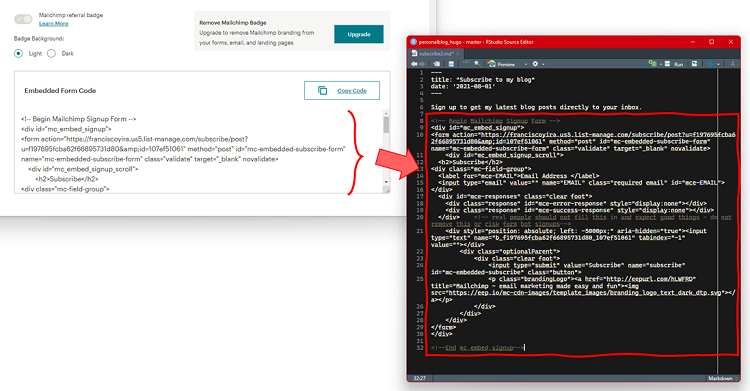 Mailchimp referral badge
Learn More
Badge Background:
Light
Dark
Remove Mailchimp Badge
Upgrade to remove Mailchimp branding
from your forms, email, and landing pages
Upgrade
Embedded Form Code
Copy Code
<!-- Begin Mailchimp Signup Form -->
<div id="mc_embed_signup">
<form action="https://franciscoyira.us5.list-manage.com/subscribe/post?
u=f197695fcba62f66895731d80&amp;id=107ef51061" method="post" id="mc-embedded-subscribe-form"
name="mc-embedded-subscribe-form" class="validate" target="_blank" novalidate>
<div id="mc_embed_signup_scroll">
<h2>Subscribe</h2>
<div class="mc-field-group">
personalblog_hugo - master - RStudio Source Editor
subscribe2.md*
Preview
Run
1 ---
2 title: "Subscribe to my blog"
3 date: '2021-08-01'
4 ---
5
6 Sign up to get my latest blog posts directly to your inbox.
7
8 <!-- Begin Mailchimp Signup Form -->
9 <div id="mc_embed_signup">
10 <form action="https://franciscoyira.us5.list-manage.com/subscribe/post?u=f197695fcba6
2f66895731d80&amp;id=107ef51061" method="post" id="mc-embedded-subscribe-form"
name="mc-embedded-subscribe-form" class="validate" target="_blank" novalidate>
11 <div id="mc_embed_signup_scroll">
12 <h2>Subscribe</h2>
13 <div class="mc-field-group">
14 <label for="mce-EMAIL">Email Address </label>
15 <input type="email" value="" name="EMAIL" class="required email" id="mce-EMAIL">
16 </div>
17 <div id="mce-responses" class="clear foot">
18 <div class="response" id="mce-error-response" style="display:none"></div>
19 <div class="response" id="mce-success-response" style="display:none"></div>
20 </div> <!-- real people should not fill this in and expect good things - do not
remove this or risk form bot signups-->
21 <div style="position: absolute; left: -5000px;" aria-hidden="true"><input
type="text" name="b_f197695fcba62f66895731d80_107ef51061" tabindex="-1"
value=""></div>
22 <div class="optionalParent">
23 <div class="clear foot">
24 <input type="submit" value="Subscribe" name="subscribe"
id="mc-embedded-subscribe" class="button">
25 <p class="brandingLogo"><a href="http://eepurl.com/hLWFRD"
title="Mailchimp - email marketing made easy and fun"><img
src="https://eep.io/mc-cdn-images/template_images/branding_logo_text_dark_dtp.svg"></
a></p>
26 </div>
27 </div>
28 </div>
29 </form>
30 </div>
31
32 <!--End mc_embed_signup-->
32:27
Markdown